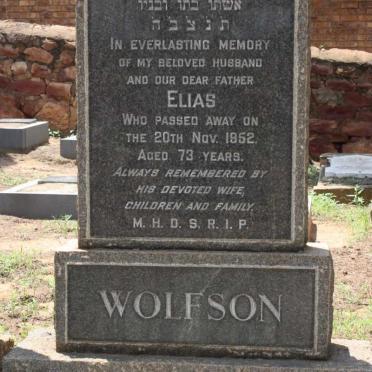 אשתו בתו ובניו
ת נ צ ב ה
IN EVERLASTING MEMORY
OF MY BELOVED HUSBAND
AND OUR DEAR FATHER
ELIAS
WHO PASSED AWAY ON
THE 20TH NOV. 1952.
AGED 73 YEARS.
ALWAYS REMEMBERED BY
HIS DEVOTED WIFE,
CHILDREN AND FAMILY.
M.H.D.S.R.I.P.
WOLFSON